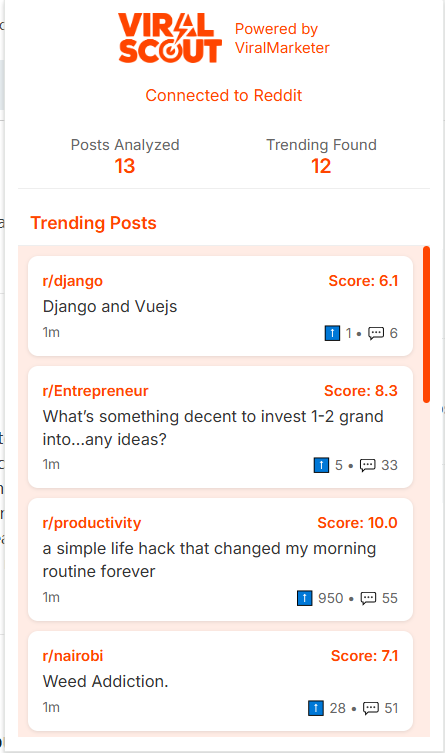 VIRAL
SCOUT
Powered by
ViralMarketer
Connected to Reddit
Posts Analyzed
Trending Found
13
12
Trending Posts
r/django
Score: 6.1
Django and Vuejs
1m
1 • 6
r/Entrepreneur
Score: 8.3
What's something decent to invest 1-2 grand
into...any ideas?
1m
5 • 33
r/productivity
Score: 10.0
a simple life hack that changed my morning
routine forever
1m
950 • 55
r/nairobi
Score: 7.1
Weed Addiction.
1m
28 • 51